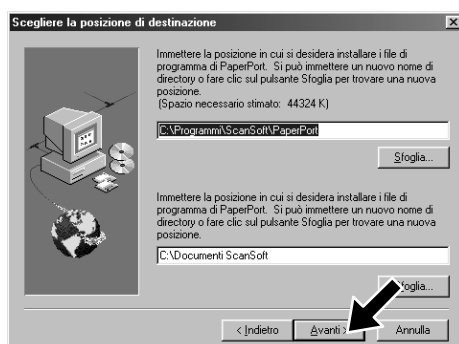 Scegliere la posizione di destinazione
Immettere la posizione in cui si desidera installare i file di
programma di PaperPort. Si può immettere un nuovo nome di
directory o fare clic sul pulsante Sfoglia per trovare una nuova
posizione.
(Spazio necessario stimato: 44324 K)
C:\Programmi\ScanSoft\PaperPort
Sfoglia...
Immettere la posizione in cui si desidera installare i file di
programma di PaperPort. Si può immettere un nuovo nome di
directory o fare clic sul pulsante Sfoglia per trovare una nuova
posizione.
C:\Documenti ScanSoft
foglia...
< Indietro
Avanti >
Annulla